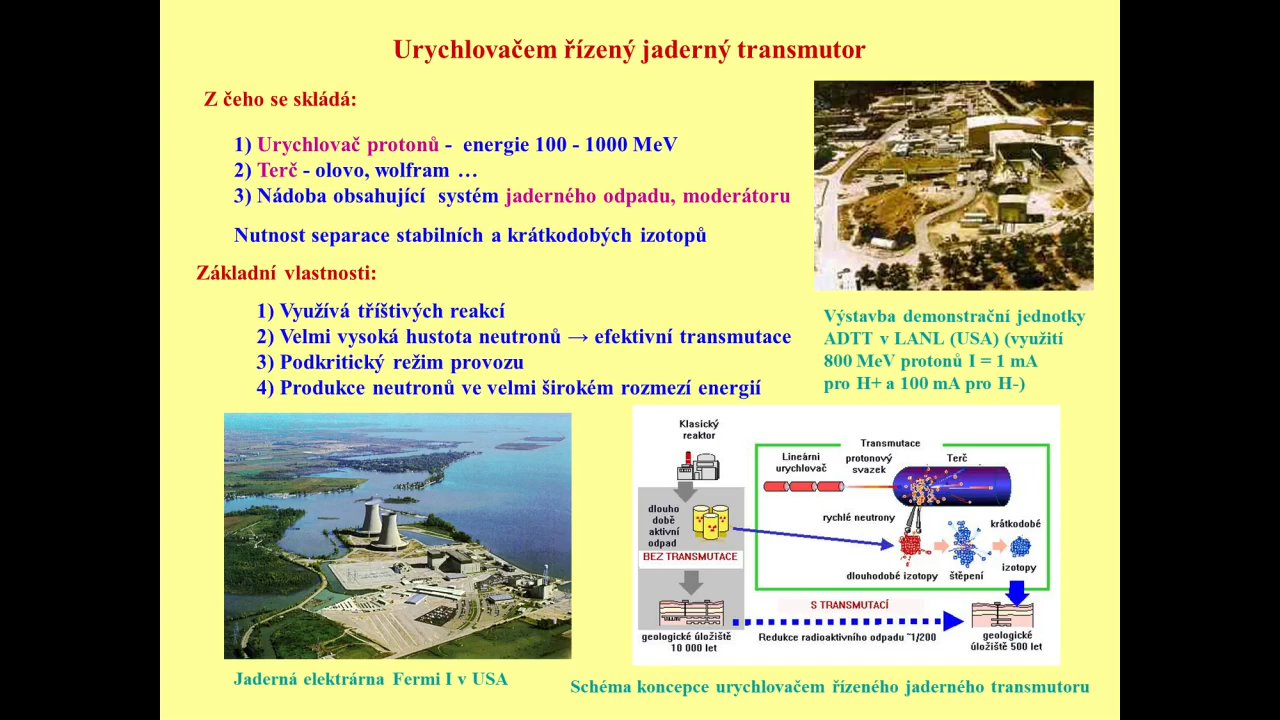 Urychlovačem řízený jaderný transmutor
Z čeho se skládá:
1) Urychlovač protonů - energie 100 - 1000 MeV
2) Terč - olovo, wolfram …
3) Nádoba obsahující systém jaderného odpadu, moderátoru
Nutnost separace stabilních a krátkodobých izotopů
Základní vlastnosti:
1) Využívá tříštivých reakcí
2) Velmi vysoká hustota neutronů → efektivní transmutace
3) Podkritický režim provozu
4) Produkce neutronů ve velmi širokém rozmezí energií
Výstavba demonstrační jednotky
ADTT v LANL (USA) (využití
800 MeV protonů I = 1 mA
pro H+ a 100 mA pro H-)
Jaderná elektrárna Fermi I v USA
Klasický
reaktor
dlouho
době
aktivní
odpad
BEZ TRANSMUTACE
geologické úložiště
10 000 let
Transmutace
Lineární
urychlovač
protonový
svazek
Terč
rychlé neutrony
krátkodobé
izotopy
dlouhodobé izotopy
štěpení
S TRANSMUTACÍ
Redukce radioaktivního odpadu ~1/200
geologické
úložiště 500 let
Schéma koncepce urychlovačem řízeného jaderného transmutoru